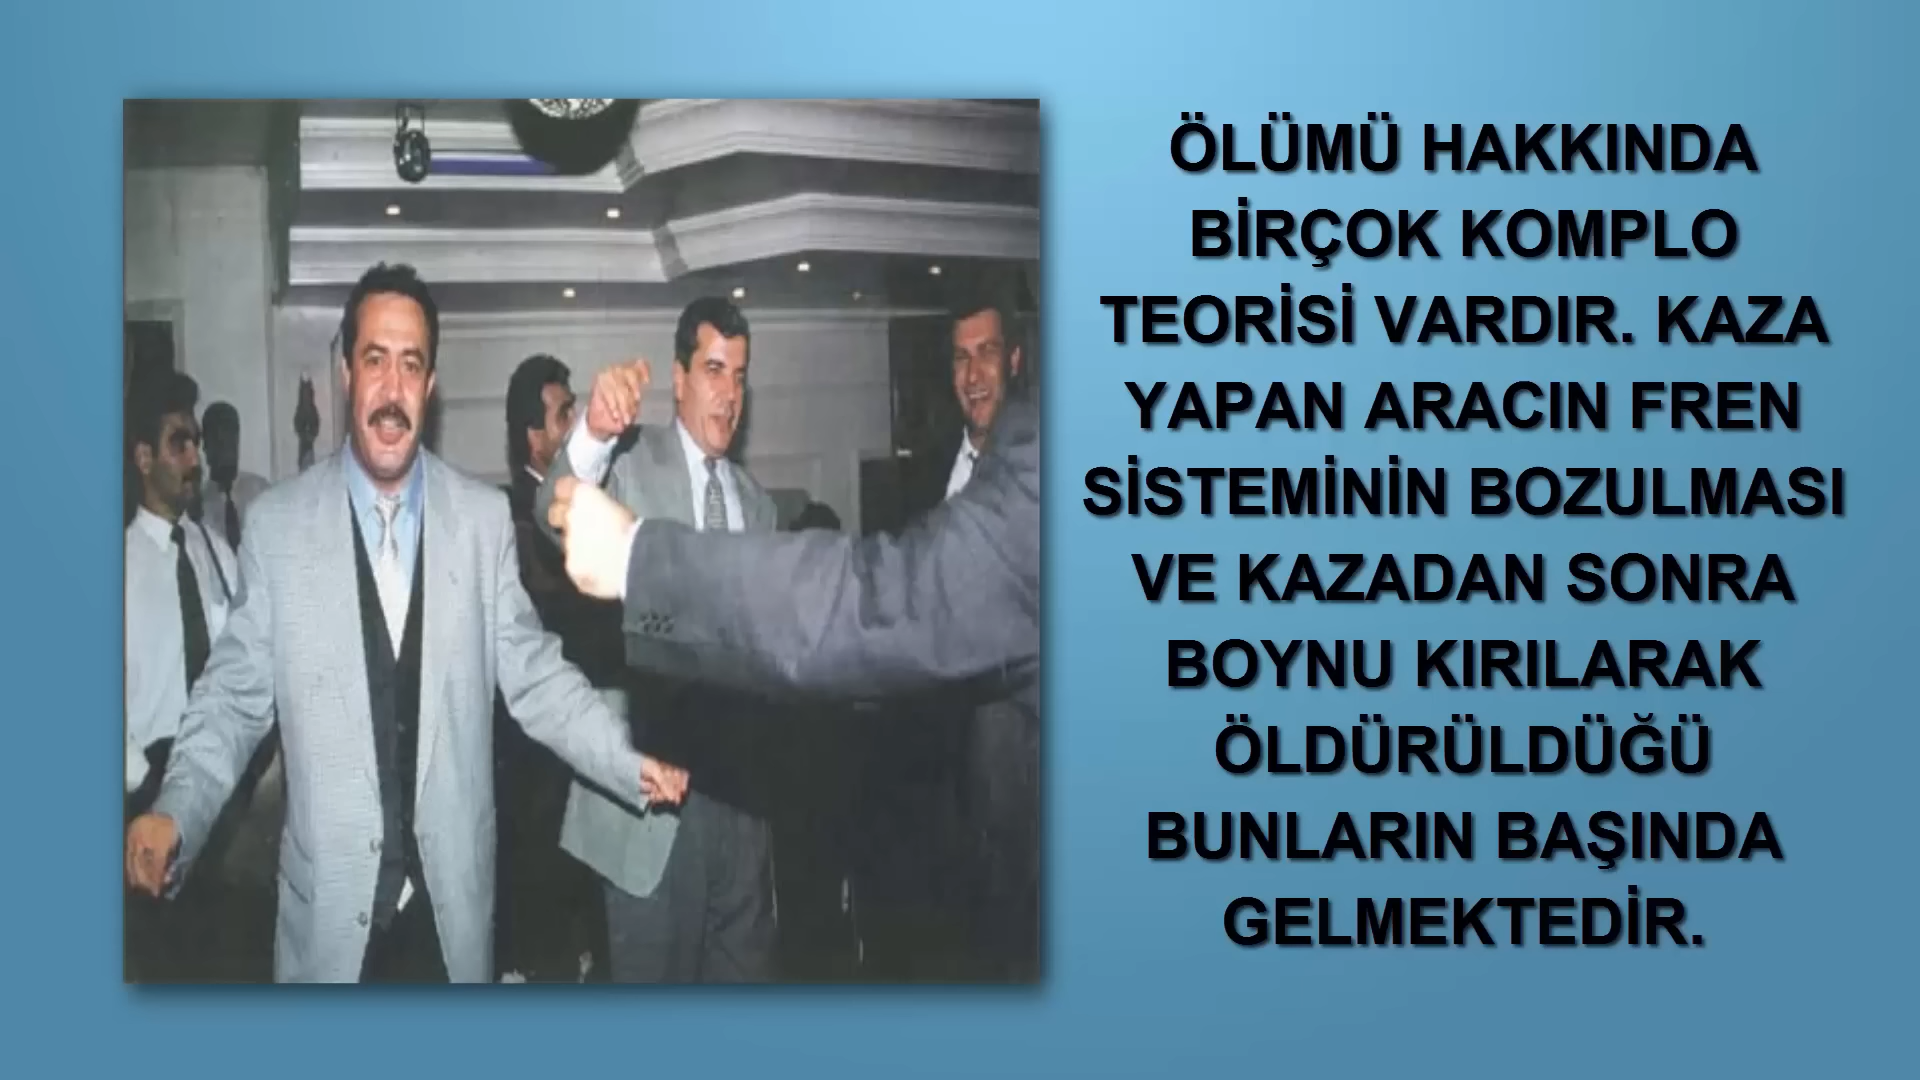 ÖLÜMÜ HAKKINDA
BİRÇOK KOMPLO
TEORİSİ VARDIR. KAZA
YAPAN ARACIN FREN
SİSTEMİNİN BOZULMASI
VE KAZADAN SONRA
BOYNU KIRILARAK
ÖLDÜRÜLDÜĞÜ
BUNLARIN BAŞINDA
GELMEKTEDİR.